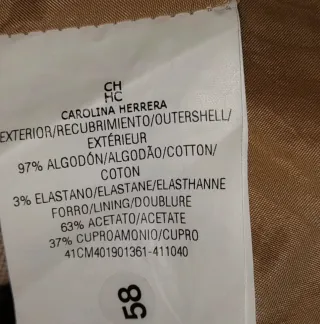 CH
HC
CAROLINA HERRERA
EXTERIOR/RECUBRIMIENTO/OUTERSHELL/
EXTÉRIEUR
97% ALGODÓN/ALGODÃO/COTTON/
COTON
3% ELASTANO/ELASTANE/ELASTHANNE
FORRO/LINING/DOUBLURE
63% ACETATO/ACETATE
37% CUPROAMONIO/CUPRO
41CM401901361-411040
58